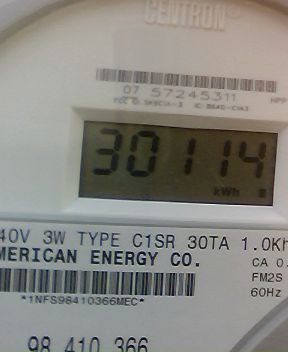 CENTRON®
07 57245311
30114
kWh
40V 3W TYPE C1SR 30TA 1.0Kh
MERICAN ENERGY CO.
CA 0.
*1NFS98410366MEC*
FM2S
60Hz
98 410 366